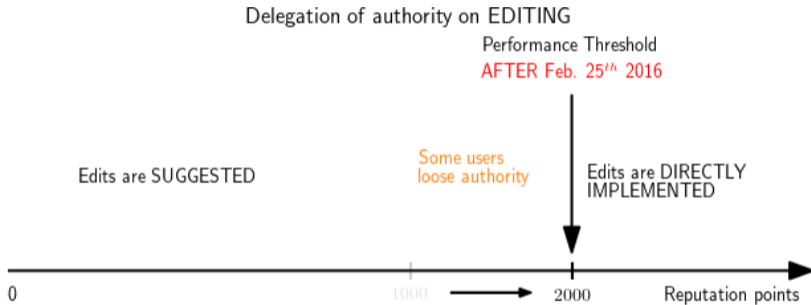 Delegation of authority on EDITING
Performance Threshold
AFTER Feb. 25th 2016
Some users
loose authority
Edits are SUGGESTED
Edits are DIRECTLY
IMPLEMENTED
0
1000
2000
Reputation points